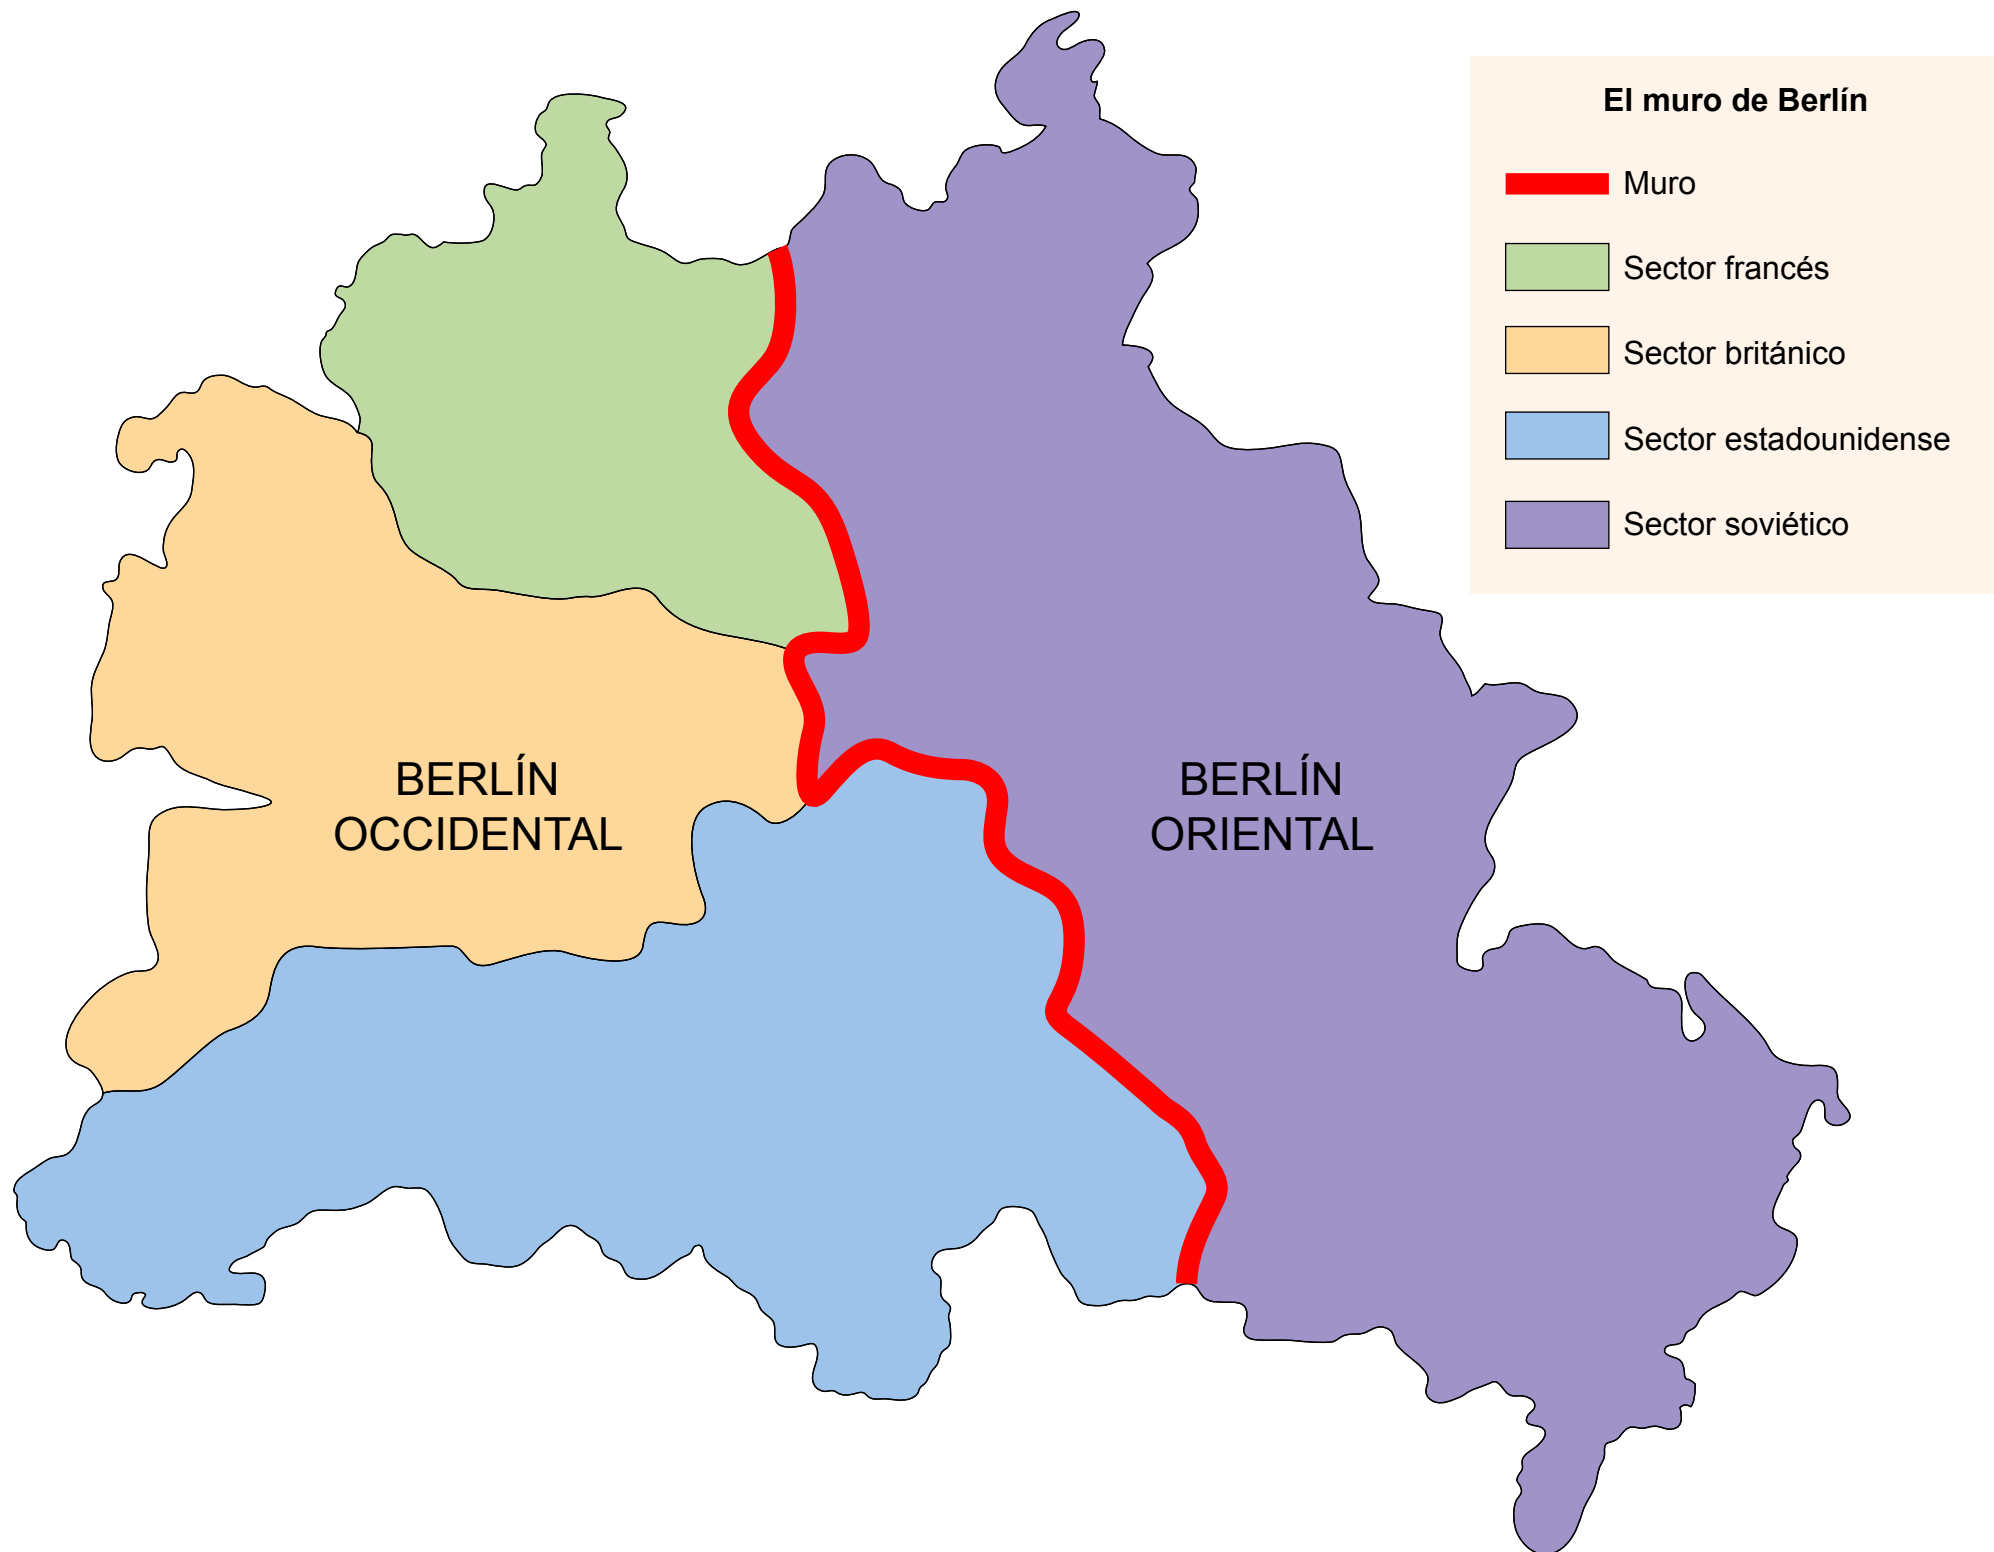 El muro de Berlín
Muro
Sector francés
Sector británico
Sector estadounidense
Sector soviético
BERLÍN
OCCIDENTAL
BERLÍN
ORIENTAL